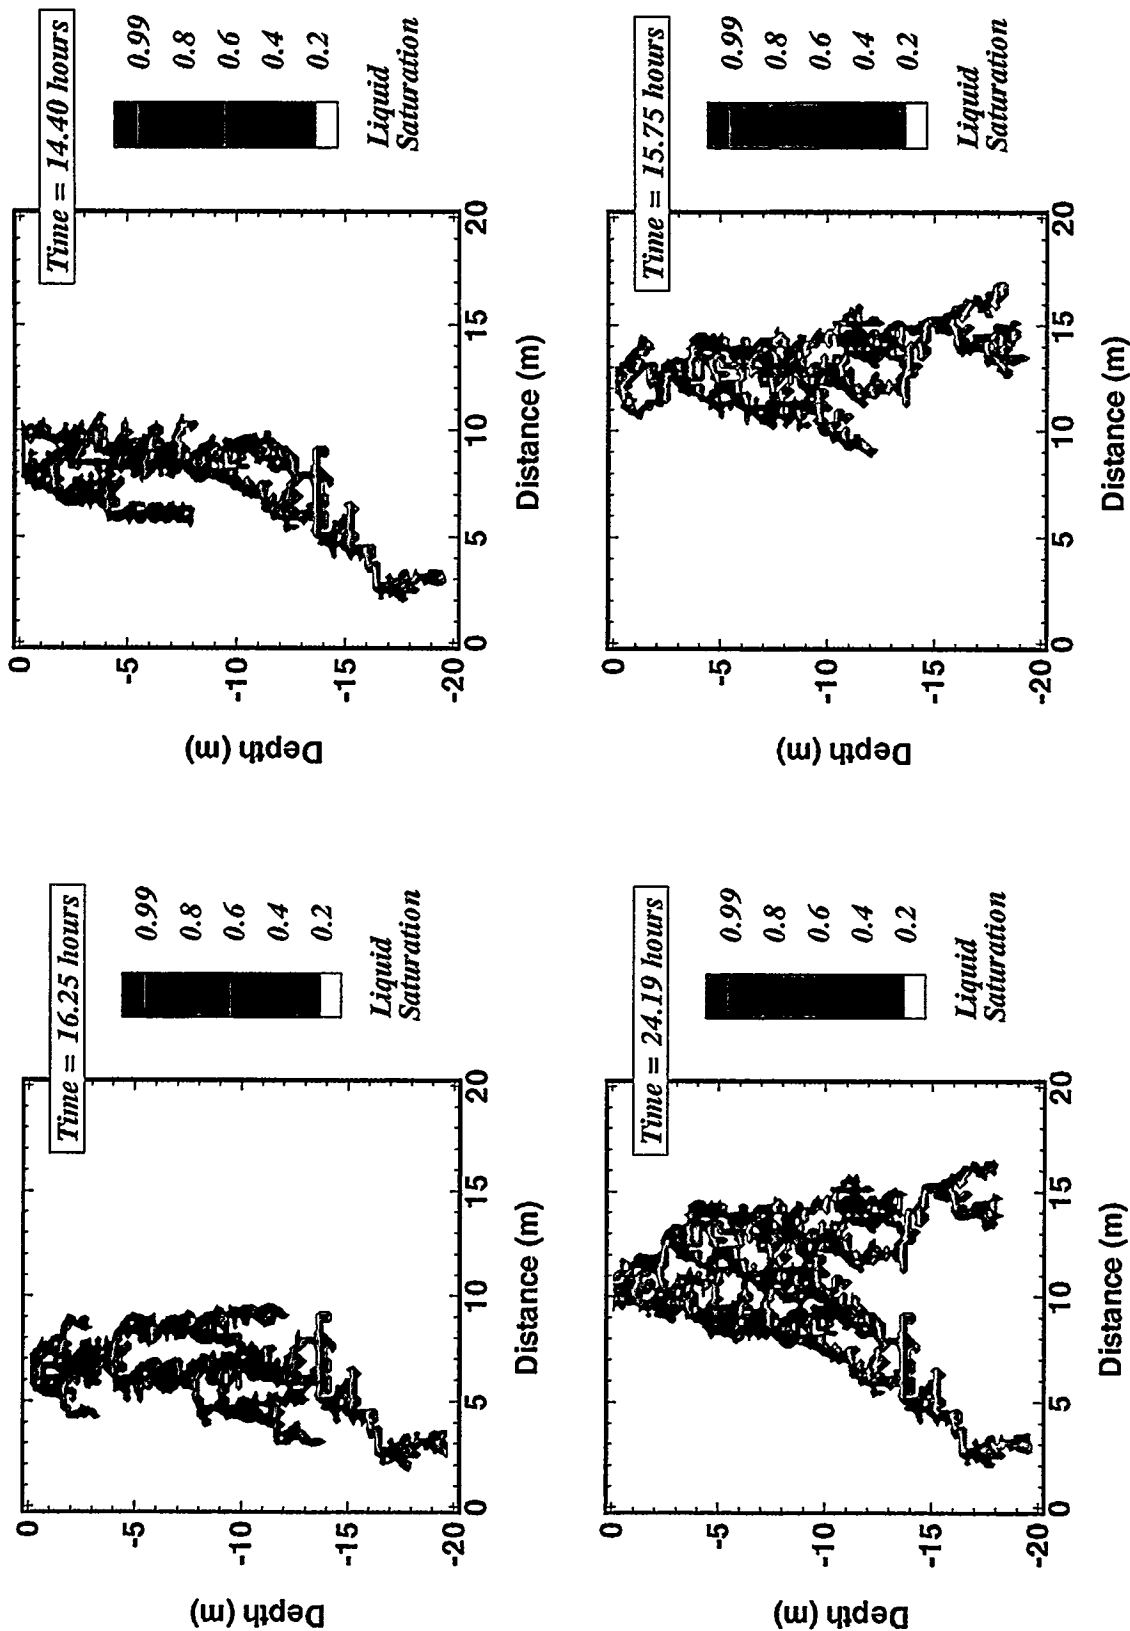 Time = 16.25 hours
0.99
0.8
0.6
0.4
0.2
Liquid
Saturation
0
-5
-10
-15
-20
Depth (m)
0 5 10 15 20
Distance (m)
Time = 14.40 hours
0.99
0.8
0.6
0.4
0.2
Liquid
Saturation
0
-5
-10
-15
-20
Depth (m)
0 5 10 15 20
Distance (m)
Time = 24.19 hours
0.99
0.8
0.6
0.4
0.2
Liquid
Saturation
0
-5
-10
-15
-20
Depth (m)
0 5 10 15 20
Distance (m)
Time = 15.75 hours
0.99
0.8
0.6
0.4
0.2
Liquid
Saturation
0
-5
-10
-15
-20
Depth (m)
0 5 10 15 20
Distance (m)